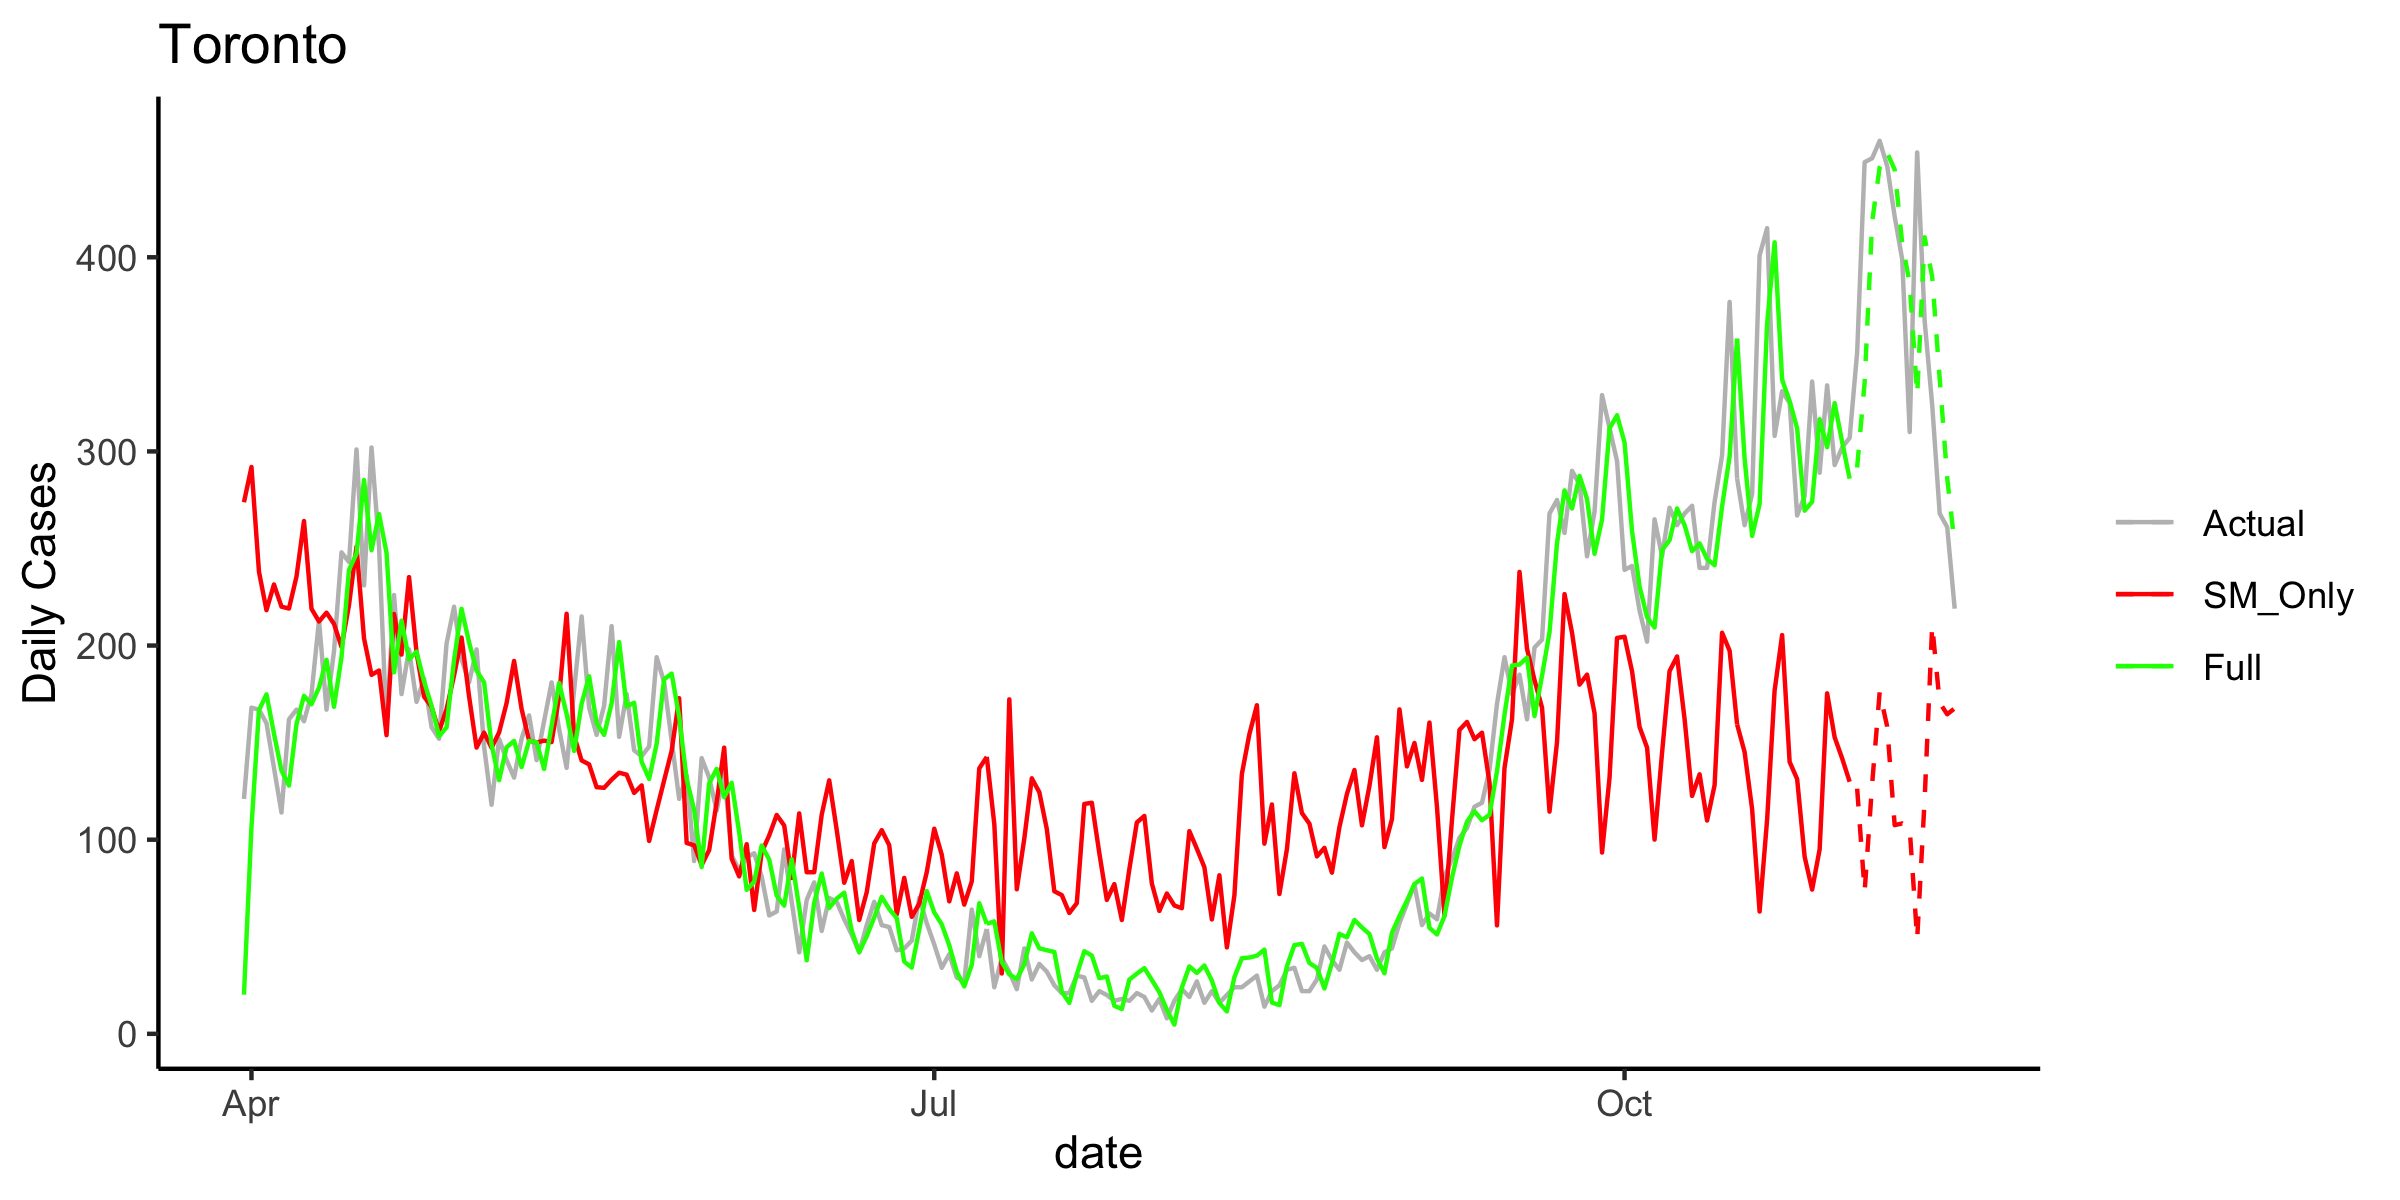 Toronto
Daily Cases
400
300
200
100
0
Apr
Jul
Oct
date
Actual
SM_Only
Full